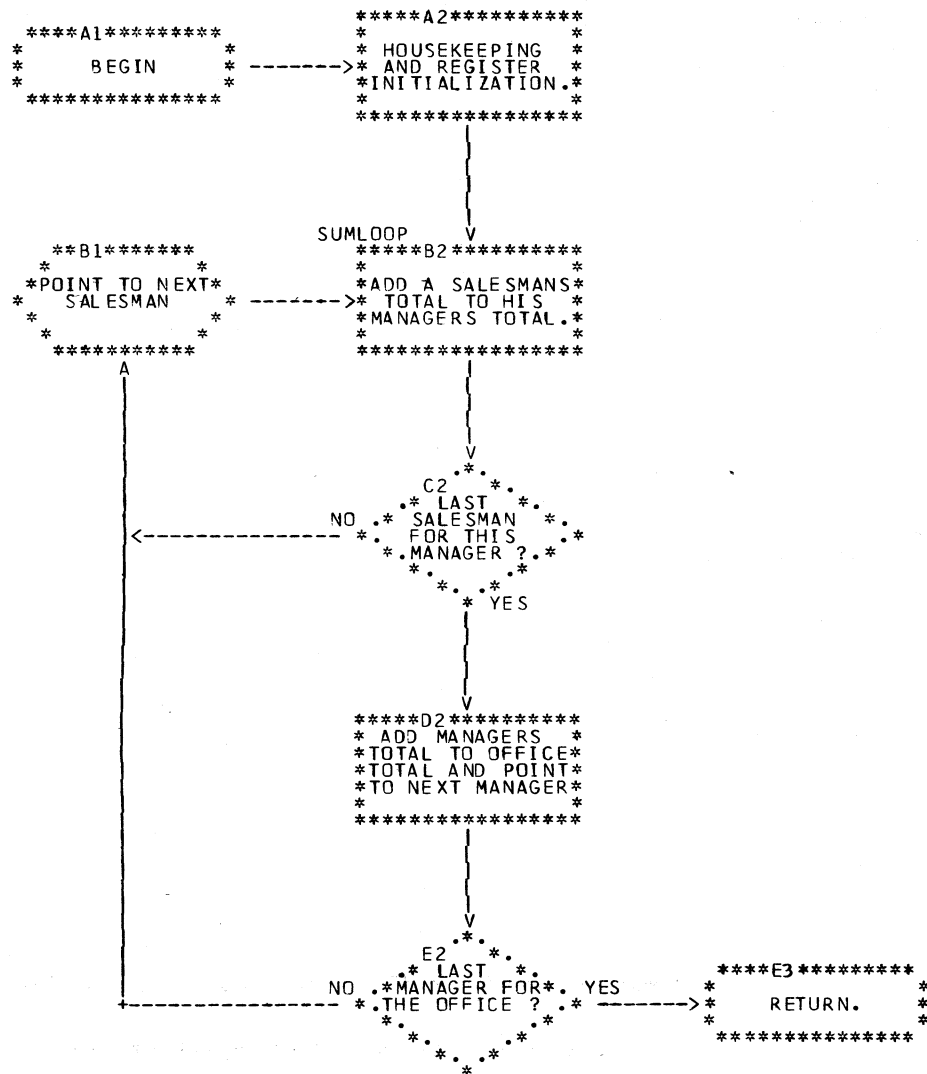 A1
BEGIN
A2
HOUSEKEEPING
AND REGISTER
INITIALIZATION.
SUMLOOP
B1
POINT TO NEXT
SALESMAN
B2
ADD A SALESMANS
TOTAL TO HIS
MANAGERS TOTAL.
A
C2
LAST
SALESMAN
FOR THIS
MANAGER ?
NO
YES
D2
ADD MANAGERS
TOTAL TO OFFICE
TOTAL AND POINT
TO NEXT MANAGER
E2
LAST
MANAGER FOR
THE OFFICE ?
NO
YES
E3
RETURN.